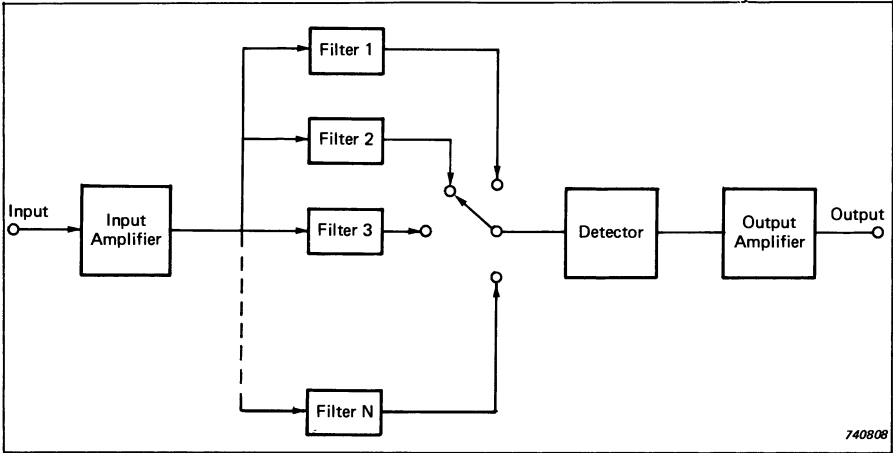 Filter 1
Filter 2
Input
Input
Amplifier
Filter 3
Detector
Output
Amplifier
Output
Filter N
740808